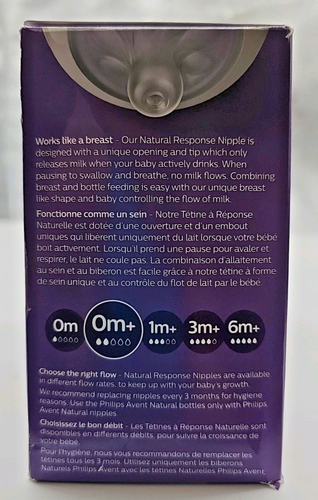 Works like a breast - Our Natural Response Nipple is
designed with a unique opening and tip which only
releases milk when your baby actively drinks. When
pausing to swallow and breathe, no milk flows. Combining
breast and bottle feeding is easy with our unique breast
like shape and baby controlling the flow of milk.
Fonctionne comme un sein - Notre Tétine à Réponse
Naturelle est dotée d'une ouverture et d'un embout
uniques qui libèrent uniquement du lait lorsque votre bébé
boit activement. Lorsqu'il prend une pause pour avaler et
respirer, le lait ne coule pas. La combinaison d'allaitement
au sein et au biberon est facile grâce à notre tétine à forme
de sein unique et au contrôle du flot de lait par le bébé.
0m 0m+ 1m+ 3m+ 6m+
Choose the right flow - Natural Response Nipples are available
in different flow rates, to keep up with your baby's growth.
We recommend replacing nipples every 3 months for hygiene
reasons. Use the Philips Avent Natural bottles only with Philips
Avent Natural nipples.
Choisissez le bon débit - Les Tétines à Réponse Naturelle sont
disponibles en différents débits, pour suivre la croissance de
votre bébé.
Pour l'hygiène, nous vous recommandons de remplacer les
tétines tous les 3 mois. Utilisez uniquement les biberons
Naturels Philips Avent avec les tétines Naturelles Philips Avent.